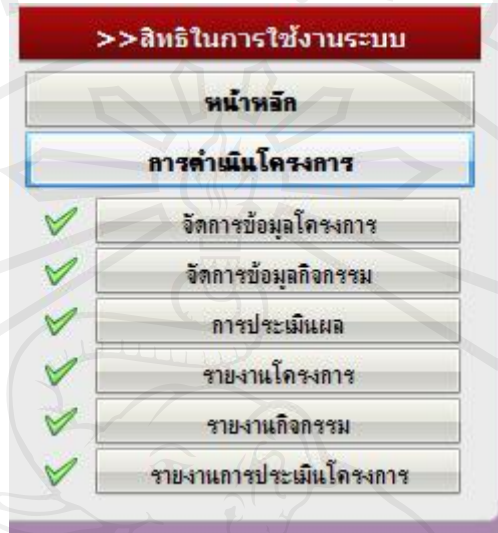 >>สิทธิในการใช้งานระบบ
หน้าหลัก
การดำเนินโครงการ
จัดการข้อมูลโครงการ
จัดการข้อมูลกิจกรรม
การประเมินผล
รายงานโครงการ
รายงานกิจกรรม
รายงานการประเมินโครงการ